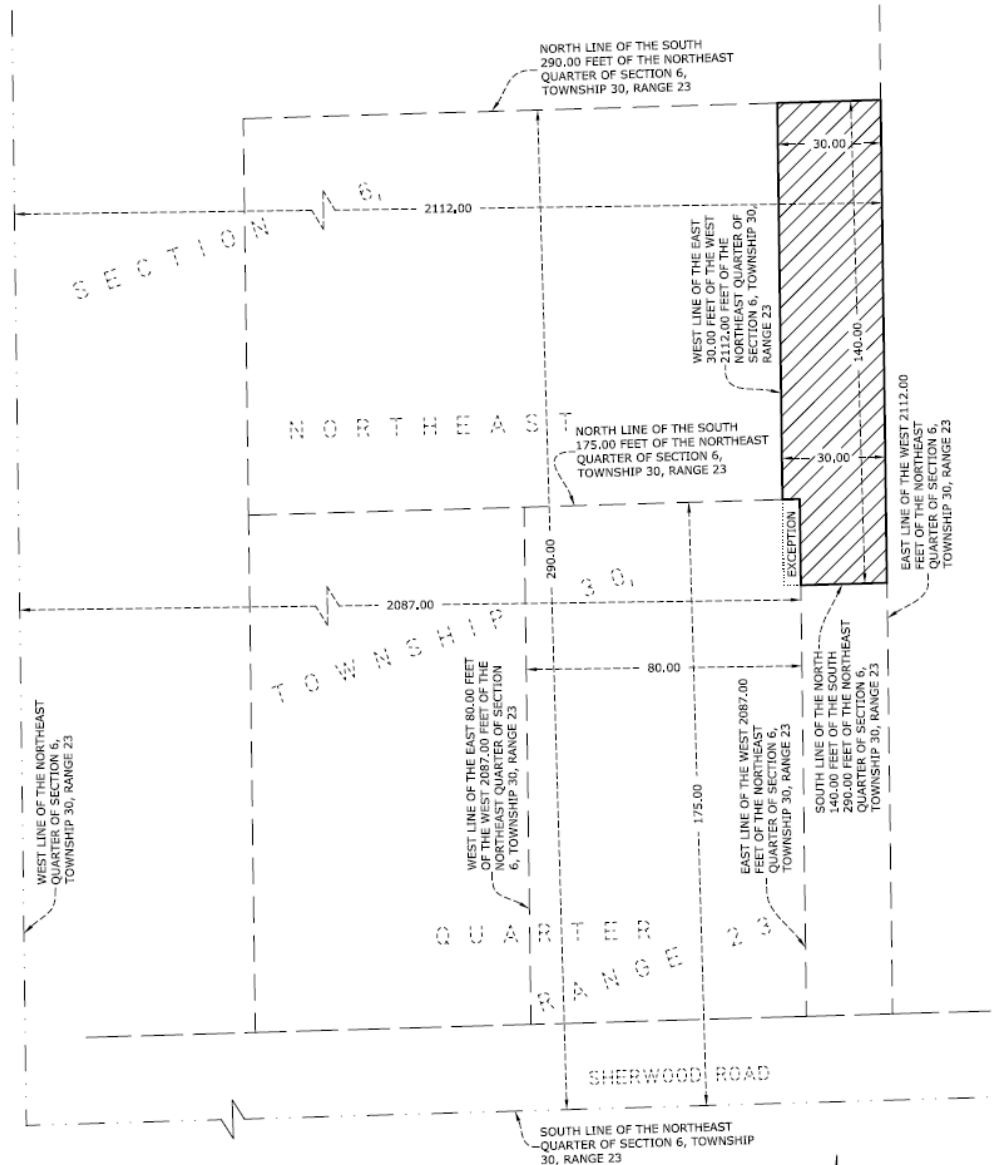 NORTH LINE OF THE SOUTH
290.00 FEET OF THE NORTHEAST
QUARTER OF SECTION 6,
TOWNSHIP 30, RANGE 23
30.00
2112.00
SECTION 6,
WEST LINE OF THE EAST
30.00 FEET OF THE WEST
2112.00 FEET OF THE
NORTHEAST QUARTER OF
SECTION 6, TOWNSHIP 30,
RANGE 23
140.00
EAST LINE OF THE WEST 2112.00
FEET OF THE NORTHEAST
QUARTER OF SECTION 6,
TOWNSHIP 30, RANGE 23
NORTHEAST
NORTH LINE OF THE SOUTH
175.00 FEET OF THE NORTHEAST
QUARTER OF SECTION 6,
TOWNSHIP 30, RANGE 23
30.00
EXCEPTION
290.00
2087.00
TOWNSHIP 30,
80.00
WEST LINE OF THE NORTHEAST
QUARTER OF SECTION 6,
TOWNSHIP 30, RANGE 23
WEST LINE OF THE EAST 80.00 FEET
OF THE WEST 2087.00 FEET OF THE
NORTHEAST QUARTER OF SECTION
6, TOWNSHIP 30, RANGE 23
175.00
EAST LINE OF THE WEST 2087.00
FEET OF THE NORTHEAST
QUARTER OF SECTION 6,
TOWNSHIP 30, RANGE 23
SOUTH LINE OF THE NORTH
140.00 FEET OF THE SOUTH
290.00 FEET OF THE NORTHEAST
QUARTER OF SECTION 6,
TOWNSHIP 30, RANGE 23
QUARTER
RANGE 23
SHERWOOD ROAD
SOUTH LINE OF THE NORTHEAST
QUARTER OF SECTION 6, TOWNSHIP
30, RANGE 23